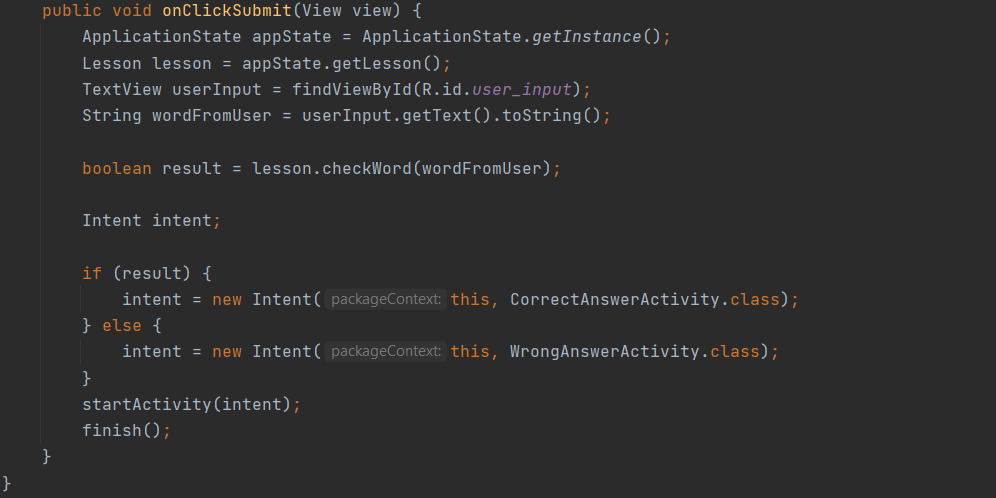 public void onClickSubmit(View view) {
ApplicationState appState = ApplicationState.getInstance();
Lesson lesson = appState.getLesson();
TextView userInput = findViewById(R.id.user_input);
String wordFromUser = userInput.getText().toString();
boolean result = lesson.checkWord(wordFromUser);
Intent intent;
if (result) {
intent = new Intent( packageContext: this, CorrectAnswerActivity.class);
} else {
intent = new Intent( packageContext: this, WrongAnswerActivity.class);
}
startActivity(intent);
finish();
}
}